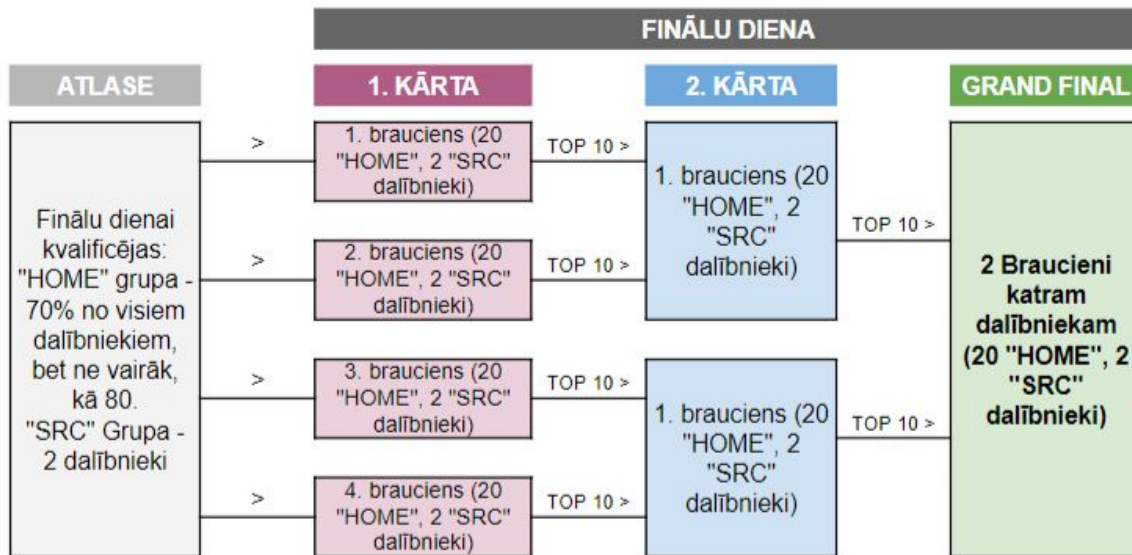 FINĀLU DIENA
ATLASE
1. KĀRTA
2. KĀRTA
GRAND FINAL
Finālu dienai
kvalificējas:
"HOME" grupa -
70% no visiem
dalībniekiem,
bet ne vairāk,
kā 80.
"SRC" Grupa -
2 dalībnieki
>
1. brauciens (20
"HOME", 2 "SRC"
dalībnieki)
TOP 10 >
>
2. brauciens (20
"HOME", 2 "SRC"
dalībnieki)
TOP 10 >
>
3. brauciens (20
"HOME", 2 "SRC"
dalībnieki)
TOP 10 >
>
4. brauciens (20
"HOME", 2 "SRC"
dalībnieki)
TOP 10 >
1. brauciens (20
"HOME", 2
"SRC"
dalībnieki)
TOP 10 >
1. brauciens (20
"HOME", 2
"SRC"
dalībnieki)
TOP 10 >
2 Braucieni
katram
dalībniekam
(20 "HOME", 2
"SRC"
dalībnieki)